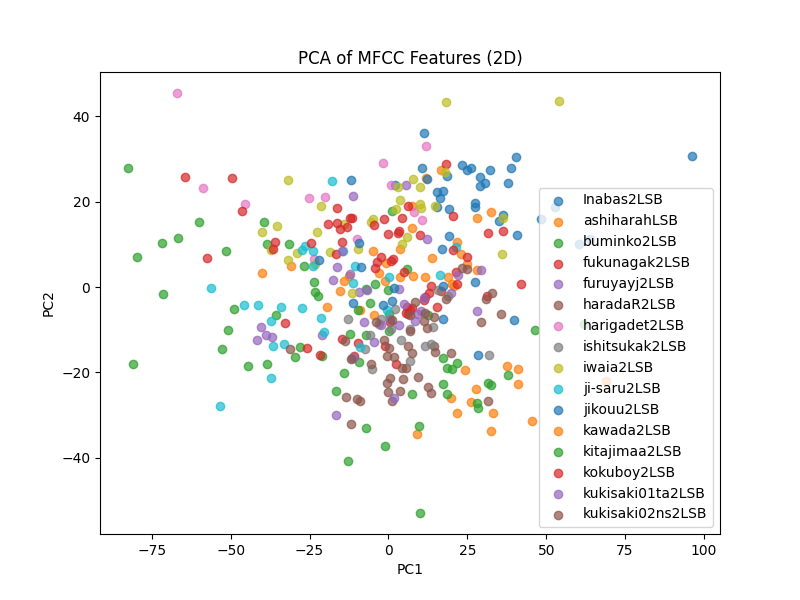 PCA of MFCC Features (2D)
40
20
0
−20
−40
PC2
−75
−50
−25
0
25
50
75
100
PC1
Inabas2LSB
ashiharahLSB
buminko2LSB
fukunagak2LSB
furuyayj2LSB
haradaR2LSB
harigadet2LSB
ishitsukak2LSB
iwaia2LSB
ji-saru2LSB
jikouu2LSB
kawada2LSB
kitajimaa2LSB
kokuboy2LSB
kukisaki01ta2LSB
kukisaki02ns2LSB